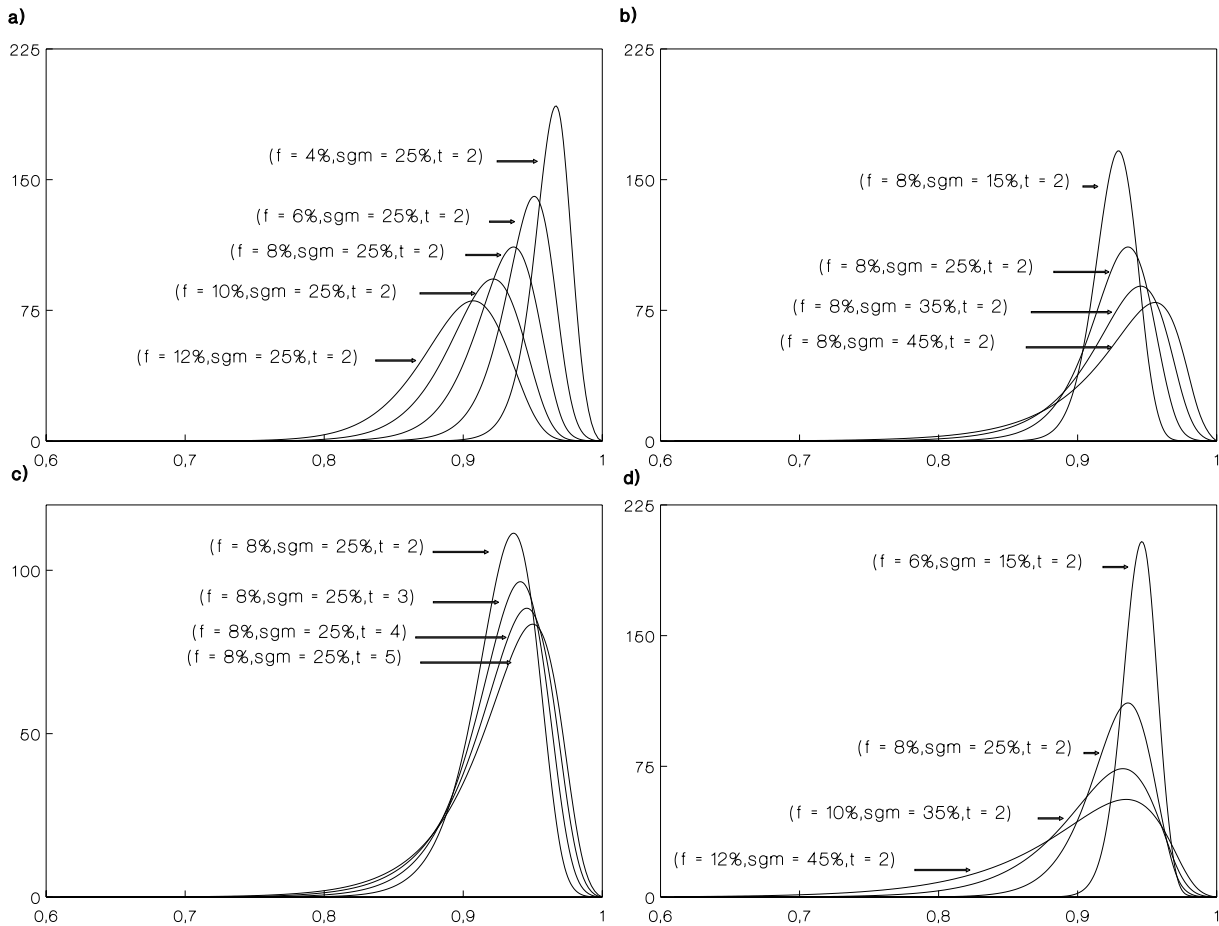 a)
225
150
75
0
(f = 4%,sgm = 25%,t = 2)
(f = 6%,sgm = 25%,t = 2)
(f = 8%,sgm = 25%,t = 2)
(f = 10%,sgm = 25%,t = 2)
(f = 12%,sgm = 25%,t = 2)
0,6 0,7 0,8 0,9 1
b)
225
150
75
0
(f = 8%,sgm = 15%,t = 2)
(f = 8%,sgm = 25%,t = 2)
(f = 8%,sgm = 35%,t = 2)
(f = 8%,sgm = 45%,t = 2)
0,6 0,7 0,8 0,9 1
c)
100
50
0
(f = 8%,sgm = 25%,t = 2)
(f = 8%,sgm = 25%,t = 3)
(f = 8%,sgm = 25%,t = 4)
(f = 8%,sgm = 25%,t = 5)
0,6 0,7 0,8 0,9 1
d)
225
150
75
0
(f = 6%,sgm = 15%,t = 2)
(f = 8%,sgm = 25%,t = 2)
(f = 10%,sgm = 35%,t = 2)
(f = 12%,sgm = 45%,t = 2)
0,6 0,7 0,8 0,9 1